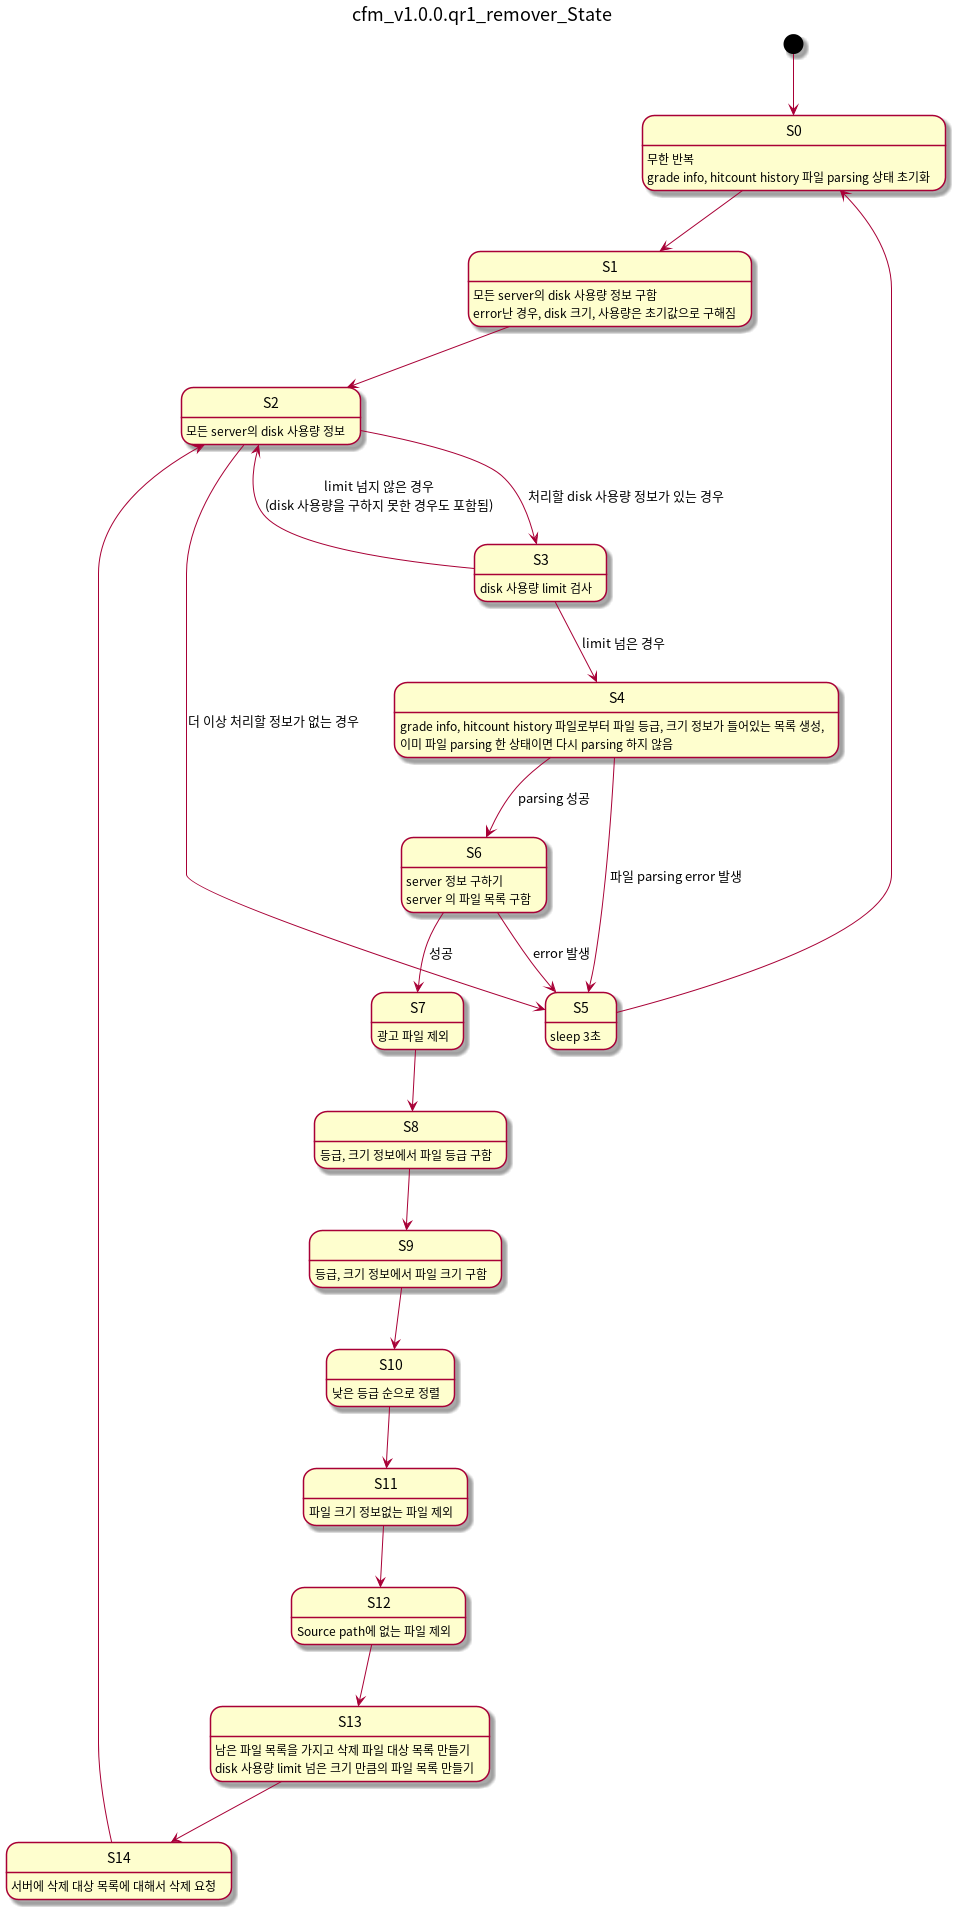 cfm_v1.0.0.qr1_remover_State
S0
무한 반복
grade info, hitcount history 파일 parsing 상태 초기화
S1
모든 server의 disk 사용량 정보 구함
error난 경우, disk 크기, 사용량은 초기값으로 구해짐
S2
모든 server의 disk 사용량 정보
limit 넘지 않은 경우
(disk 사용량을 구하지 못한 경우도 포함됨)
처리할 disk 사용량 정보가 있는 경우
S3
disk 사용량 limit 검사
limit 넘은 경우
S4
grade info, hitcount history 파일로부터 파일 등급, 크기 정보가 들어있는 목록 생성,
이미 파일 parsing 한 상태이면 다시 parsing 하지 않음
더 이상 처리할 정보가 없는 경우
parsing 성공
S6
server 정보 구하기
server 의 파일 목록 구함
파일 parsing error 발생
성공
error 발생
S7
광고 파일 제외
S5
sleep 3초
S8
등급, 크기 정보에서 파일 등급 구함
S9
등급, 크기 정보에서 파일 크기 구함
S10
낮은 등급 순으로 정렬
S11
파일 크기 정보없는 파일 제외
S12
Source path에 없는 파일 제외
S13
남은 파일 목록을 가지고 삭제 파일 대상 목록 만들기
disk 사용량 limit 넘은 크기 만큼의 파일 목록 만들기
S14
서버에 삭제 대상 목록에 대해서 삭제 요청